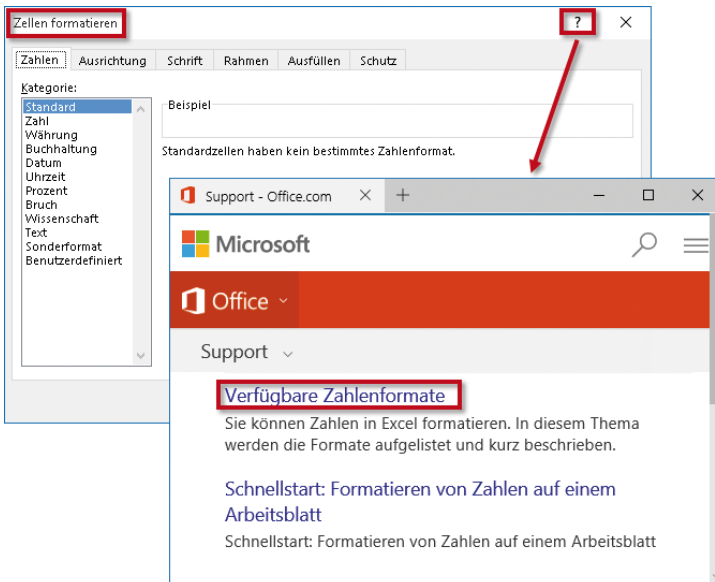 Zellen formatieren ?
Zahlen Ausrichtung Schrift Rahmen Ausfüllen Schutz
Kategorie:
Standard
Zahl
Währung
Buchhaltung
Datum
Uhrzeit
Prozent
Bruch
Wissenschaft
Text
Sonderformat
Benutzerdefiniert
Beispiel
Standardzellen haben kein bestimmtes Zahlenformat.
Support - Office.com
Microsoft
Office
Support
Verfügbare Zahlenformate
Sie können Zahlen in Excel formatieren. In diesem Thema
werden die Formate aufgelistet und kurz beschrieben.
Schnellstart: Formatieren von Zahlen auf einem
Arbeitsblatt
Schnellstart: Formatieren von Zahlen auf einem Arbeitsblatt